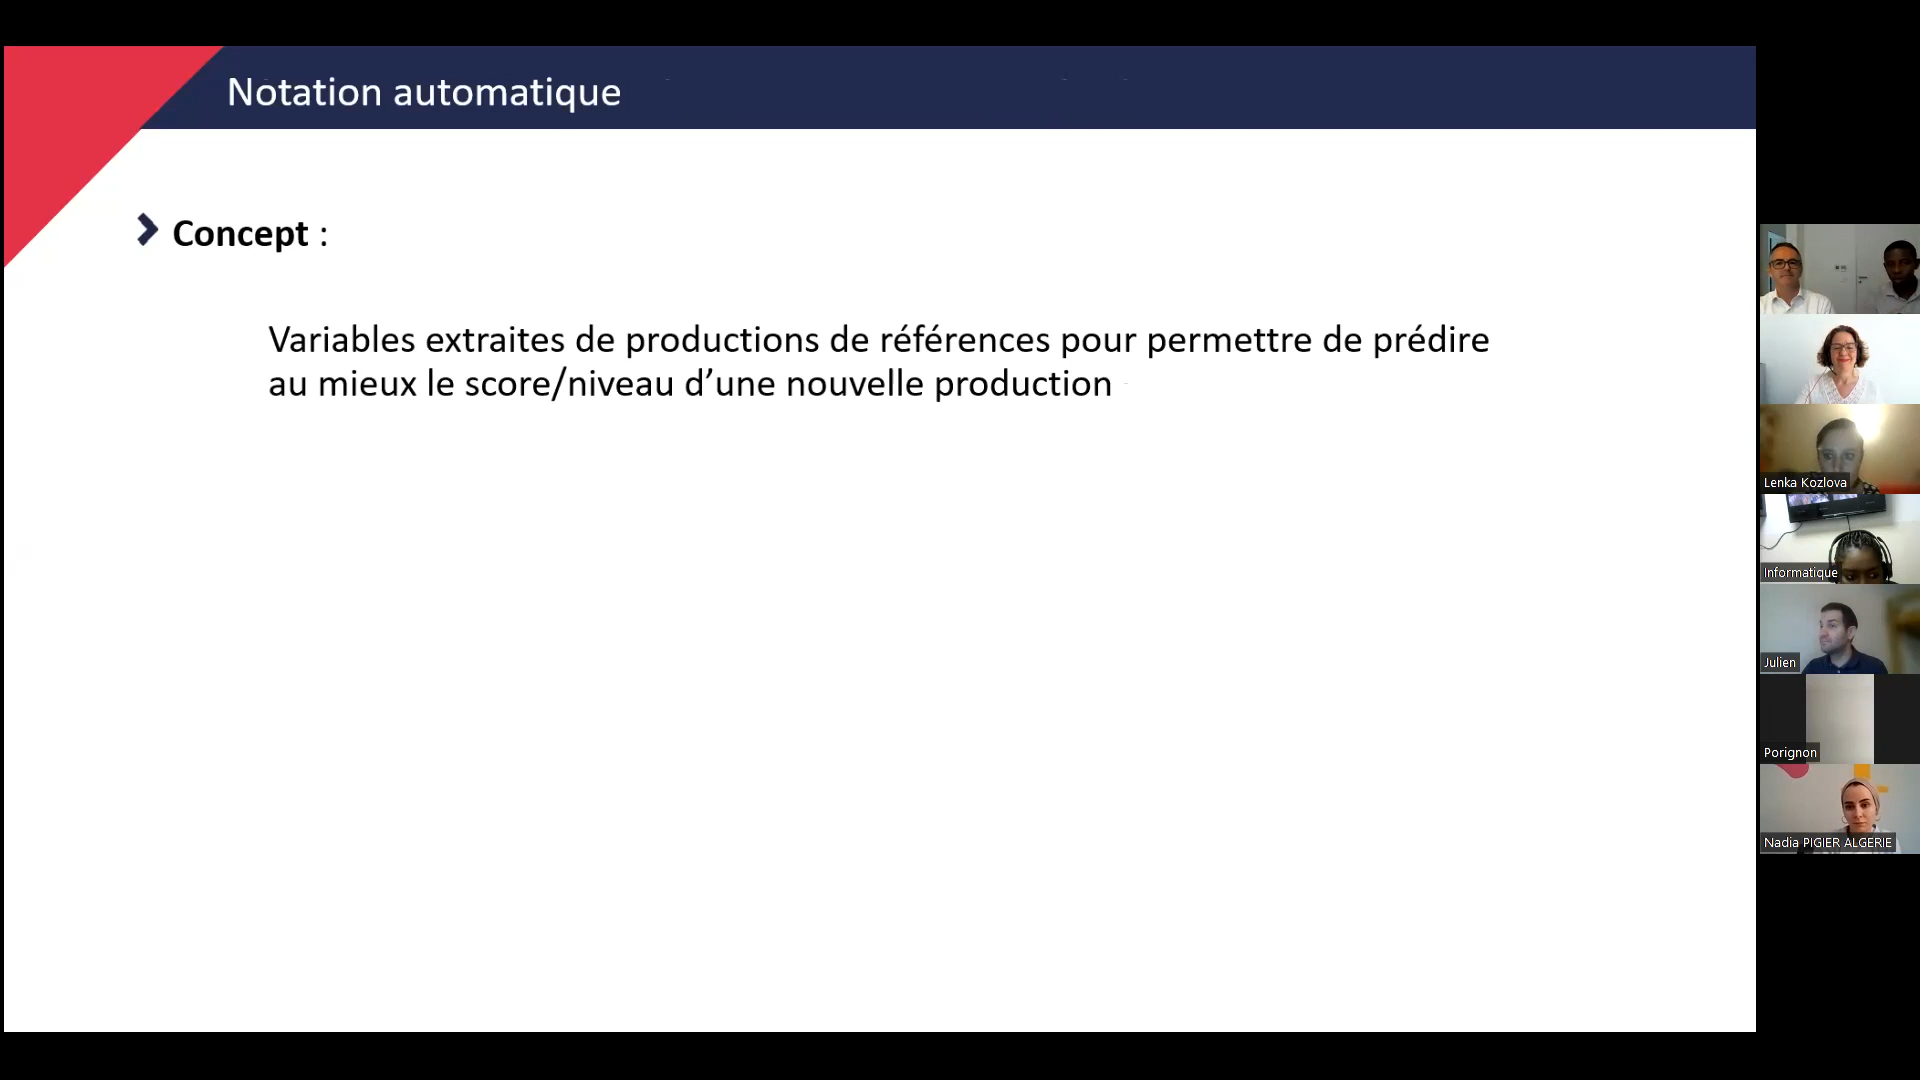 Notation automatique
Concept :
Variables extraites de productions de références pour permettre de prédire
au mieux le score/niveau d’une nouvelle production
Lenka Kozlova
Informatique
Julien
Porignon
Nadia PIGIER ALGERIE